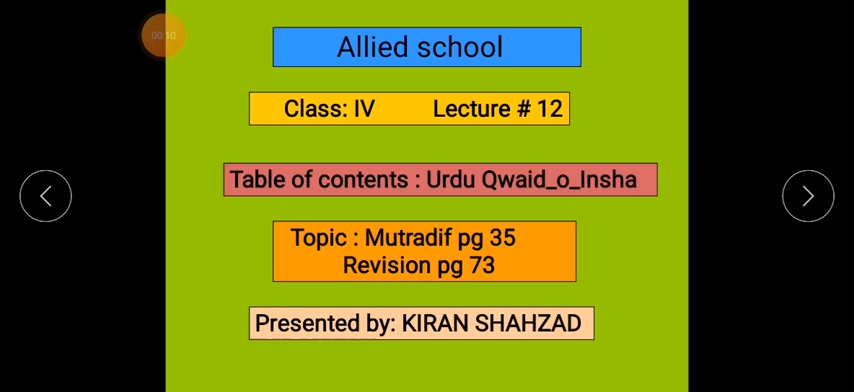 00:10
Allied school
Class: IV Lecture # 12
Table of contents : Urdu Qwaid_o_Insha
Topic : Mutradif pg 35
Revision pg 73
Presented by: KIRAN SHAHZAD